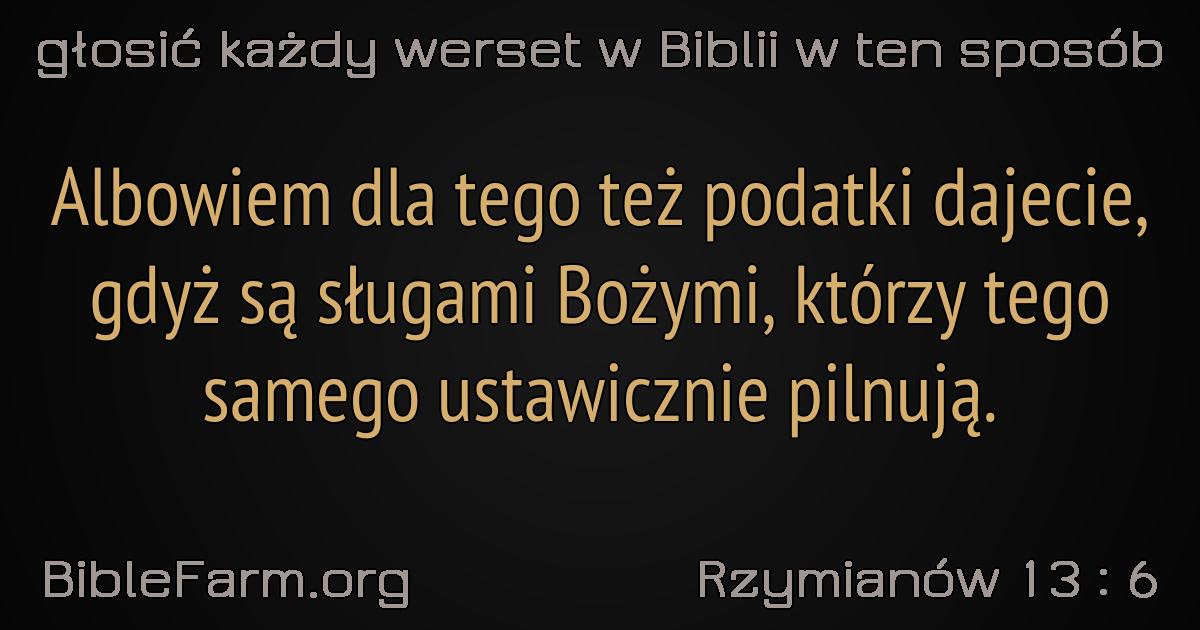 głosić każdy werset w Biblii w ten sposób
Albowiem dla tego też podatki dajecie,
gdyż są sługami Bożymi, którzy tego
samego ustawicznie pilnują.
BibleFarm.org
Rzymianów 13 : 6